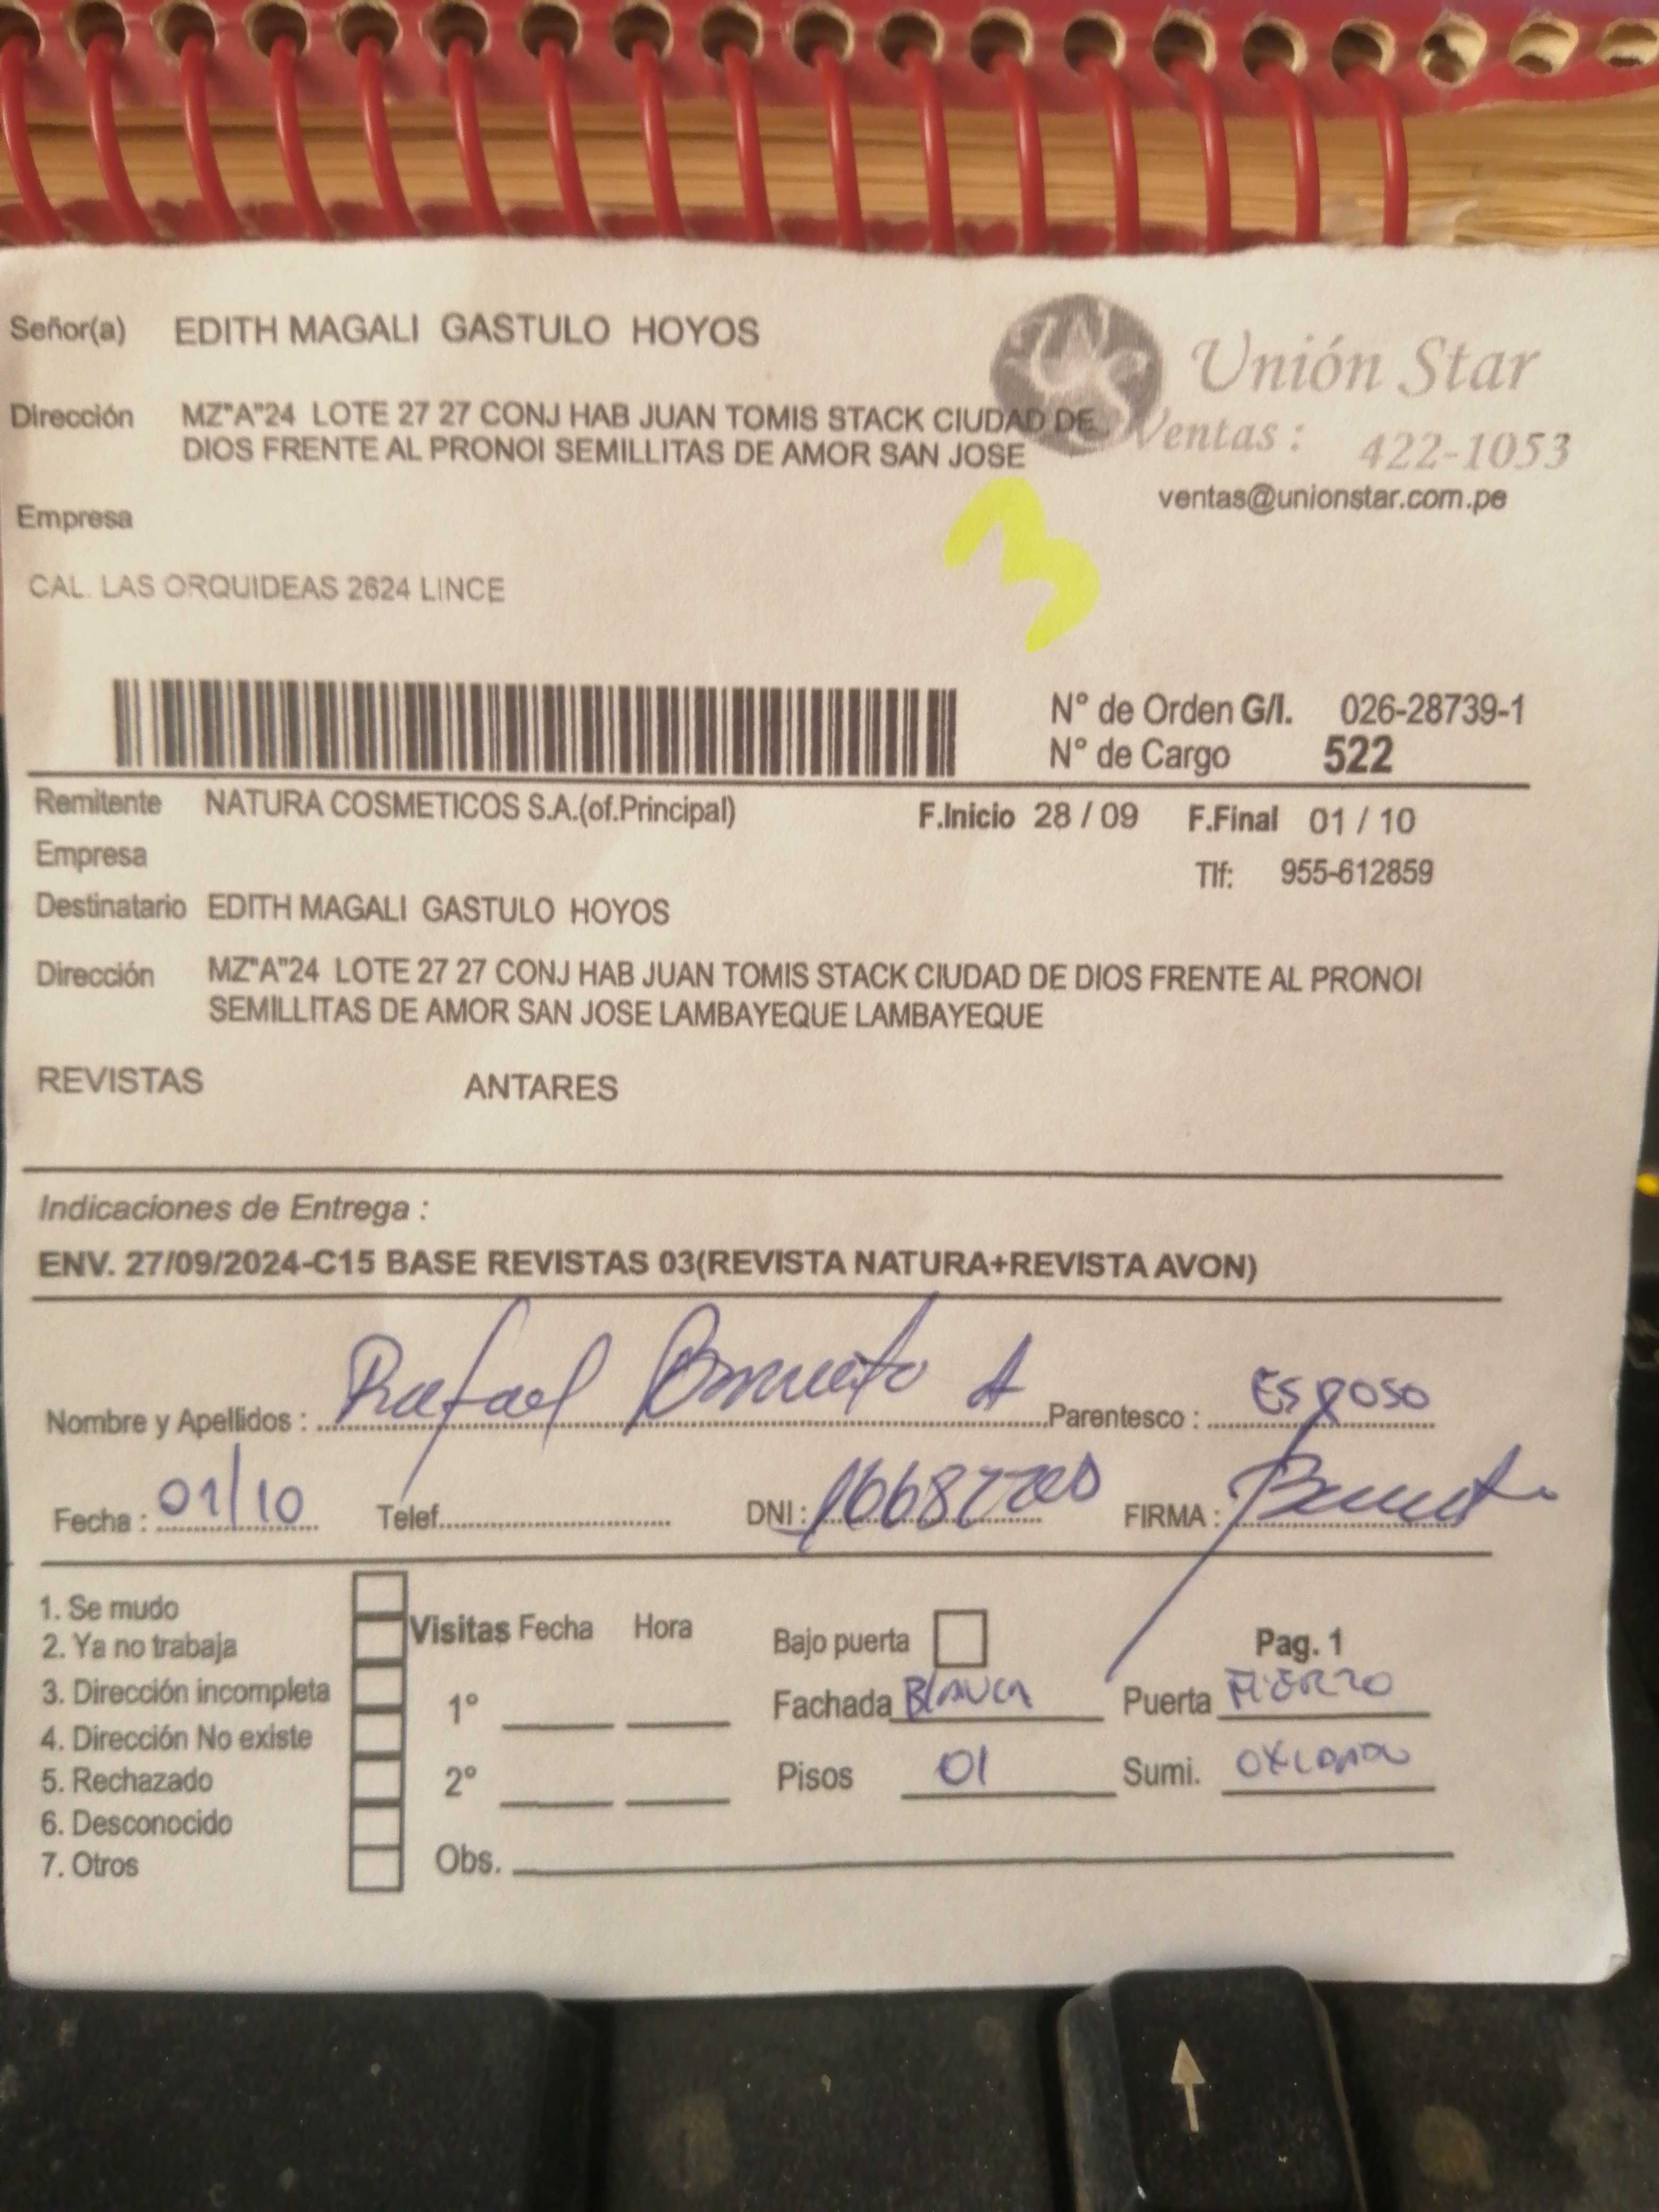 Señor(a) EDITH MAGALI GASTULO HOYOS
Unión Star
Dirección MZ"A"24 LOTE 27 27 CONJ HAB JUAN TOMIS STACK CIUDAD DE
DIOS FRENTE AL PRONOI SEMILLITAS DE AMOR SAN JOSE
Ventas : 422-1053
ventas@unionstar.com.pe
Empresa
3
CAL. LAS ORQUIDEAS 2624 LINCE
N° de Orden G/I. 026-28739-1
N° de Cargo 522
Remitente NATURA COSMETICOS S.A.(of.Principal) F.Inicio 28 / 09 F.Final 01 / 10
Empresa Tlf: 955-612859
Destinatario EDITH MAGALI GASTULO HOYOS
Dirección MZ"A"24 LOTE 27 27 CONJ HAB JUAN TOMIS STACK CIUDAD DE DIOS FRENTE AL PRONOI
SEMILLITAS DE AMOR SAN JOSE LAMBAYEQUE LAMBAYEQUE
REVISTAS ANTARES
Indicaciones de Entrega :
ENV. 27/09/2024-C15 BASE REVISTAS 03(REVISTA NATURA+REVISTA AVON)
Nombre y Apellidos : Rafael A Parentesco : Esposo
Fecha : 01/10 Telef. DNI : FIRMA :
1. Se mudo
2. Ya no trabaja
3. Dirección incompleta
4. Dirección No existe
5. Rechazado
6. Desconocido
7. Otros
Visitas Fecha Hora
1°
2°
Obs.
Bajo puerta Pag. 1
Fachada BLANCA Puerta FIERRO
Pisos 01 Sumi.